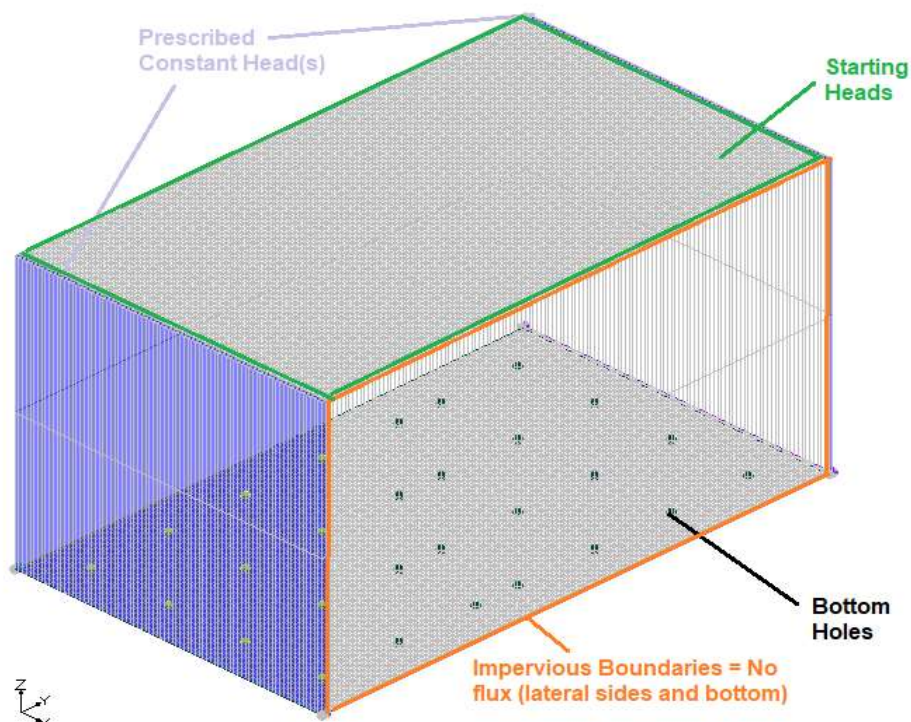 Prescribed
Constant Head(s)
Starting
Heads
Bottom
Holes
Impervious Boundaries = No
flux (lateral sides and bottom)
Z
Y
X